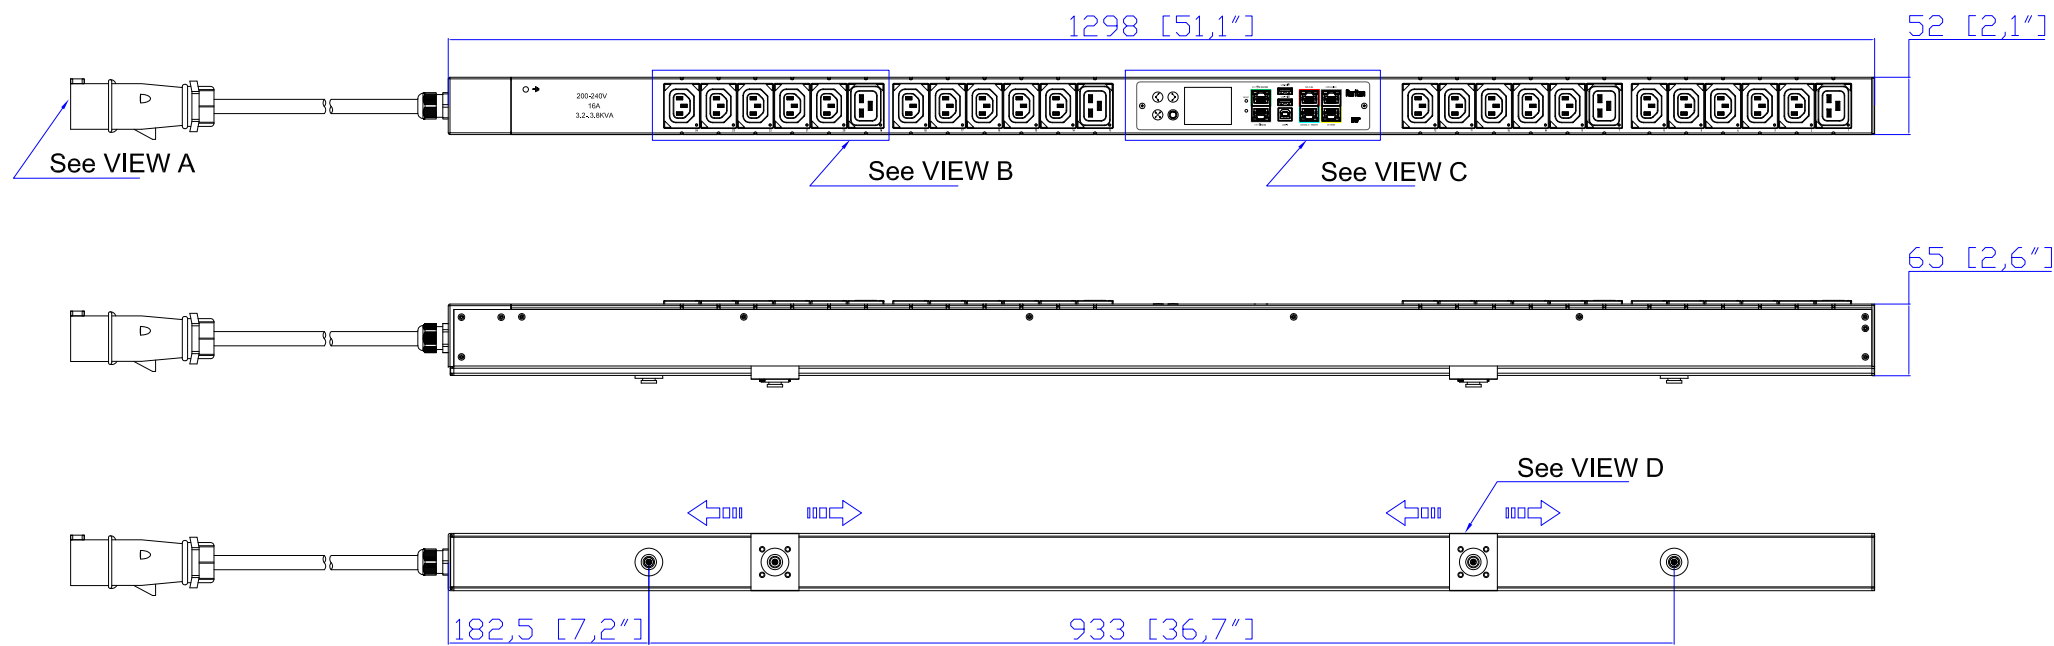 1298 [51,1"]
52 [2,1"]
200-240V
16A
3.2-3.8KVA
See VIEW A
See VIEW B
See VIEW C
65 [2,6"]
See VIEW D
182,5 [7,2"]
933 [36,7"]